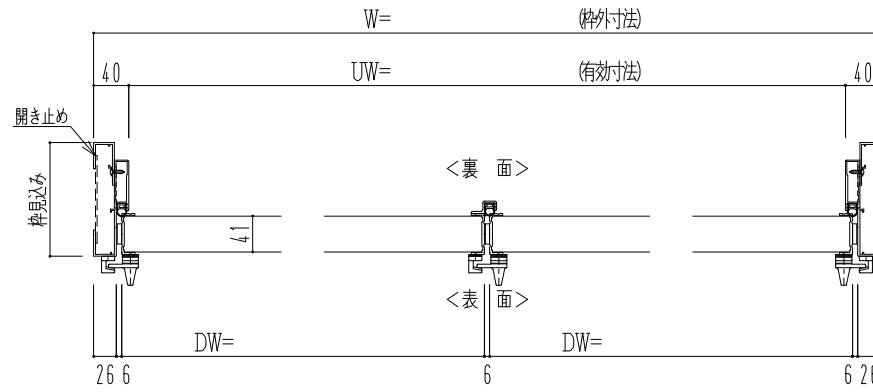 W= (枠外寸法)
40 UW= (有効寸法) 40
開き止め
<裏 面>
枠見込み
41
<表 面>
DW= DW=
26 6 6 6 26